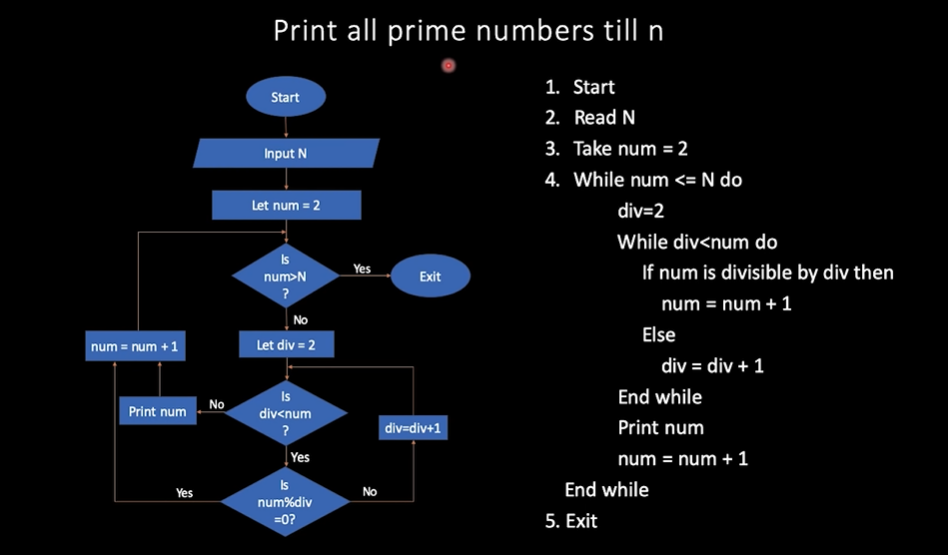 Print all prime numbers till n
Start
Input N
Let num = 2
Is
num>N
?
Yes
Exit
No
Let div = 2
num = num + 1
Is
div<num
?
No
Print num
div=div+1
Yes
Is
num%div
=0?
Yes
No
1. Start
2. Read N
3. Take num = 2
4. While num <= N do
div=2
While div<num do
If num is divisible by div then
num = num + 1
Else
div = div + 1
End while
Print num
num = num + 1
End while
5. Exit